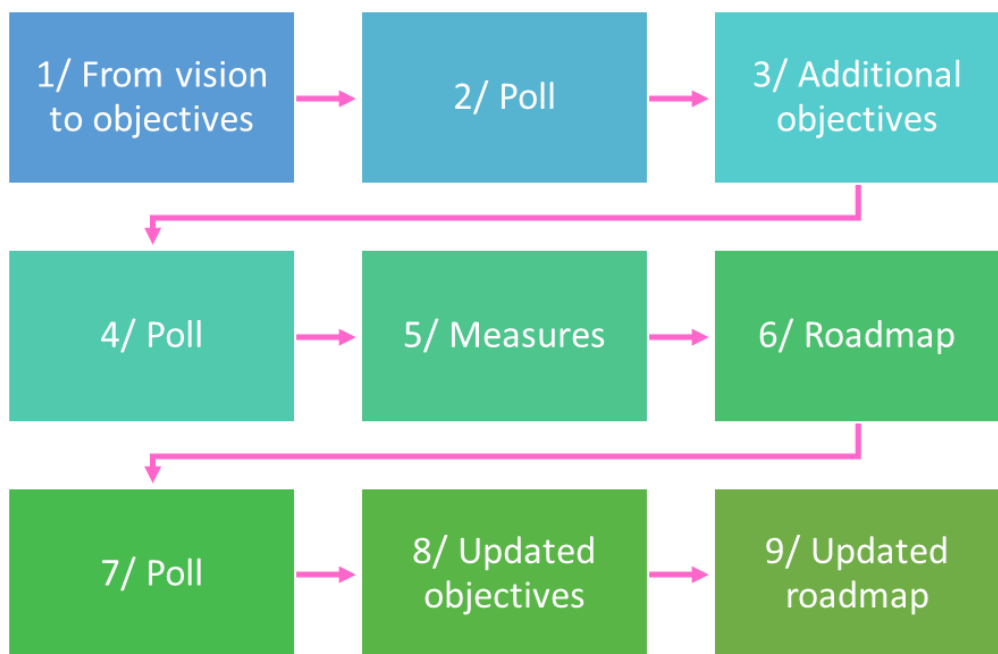 1/ From vision
to objectives
2/ Poll
3/ Additional
objectives
4/ Poll
5/ Measures
6/ Roadmap
7/ Poll
8/ Updated
objectives
9/ Updated
roadmap